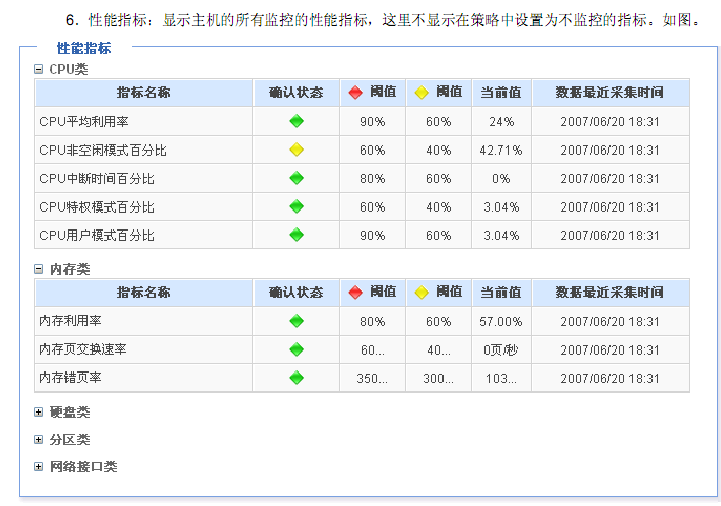 6. 性能指标：显示主机的所有监控的性能指标，这里不显示在策略中设置为不监控的指标。如图。
性能指标
CPU类
指标名称 确认状态 阈值 阈值 当前值 数据最近采集时间
CPU平均利用率 90% 60% 24% 2007/06/20 18:31
CPU非空闲模式百分比 60% 40% 42.71% 2007/06/20 18:31
CPU中断时间百分比 80% 60% 0% 2007/06/20 18:31
CPU特权模式百分比 60% 40% 3.04% 2007/06/20 18:31
CPU用户模式百分比 90% 60% 3.04% 2007/06/20 18:31
内存类
指标名称 确认状态 阈值 阈值 当前值 数据最近采集时间
内存利用率 80% 60% 57.00% 2007/06/20 18:31
内存页交换速率 60... 40... 0页/秒 2007/06/20 18:31
内存错页率 350... 300... 103... 2007/06/20 18:31
硬盘类
分区类
网络接口类